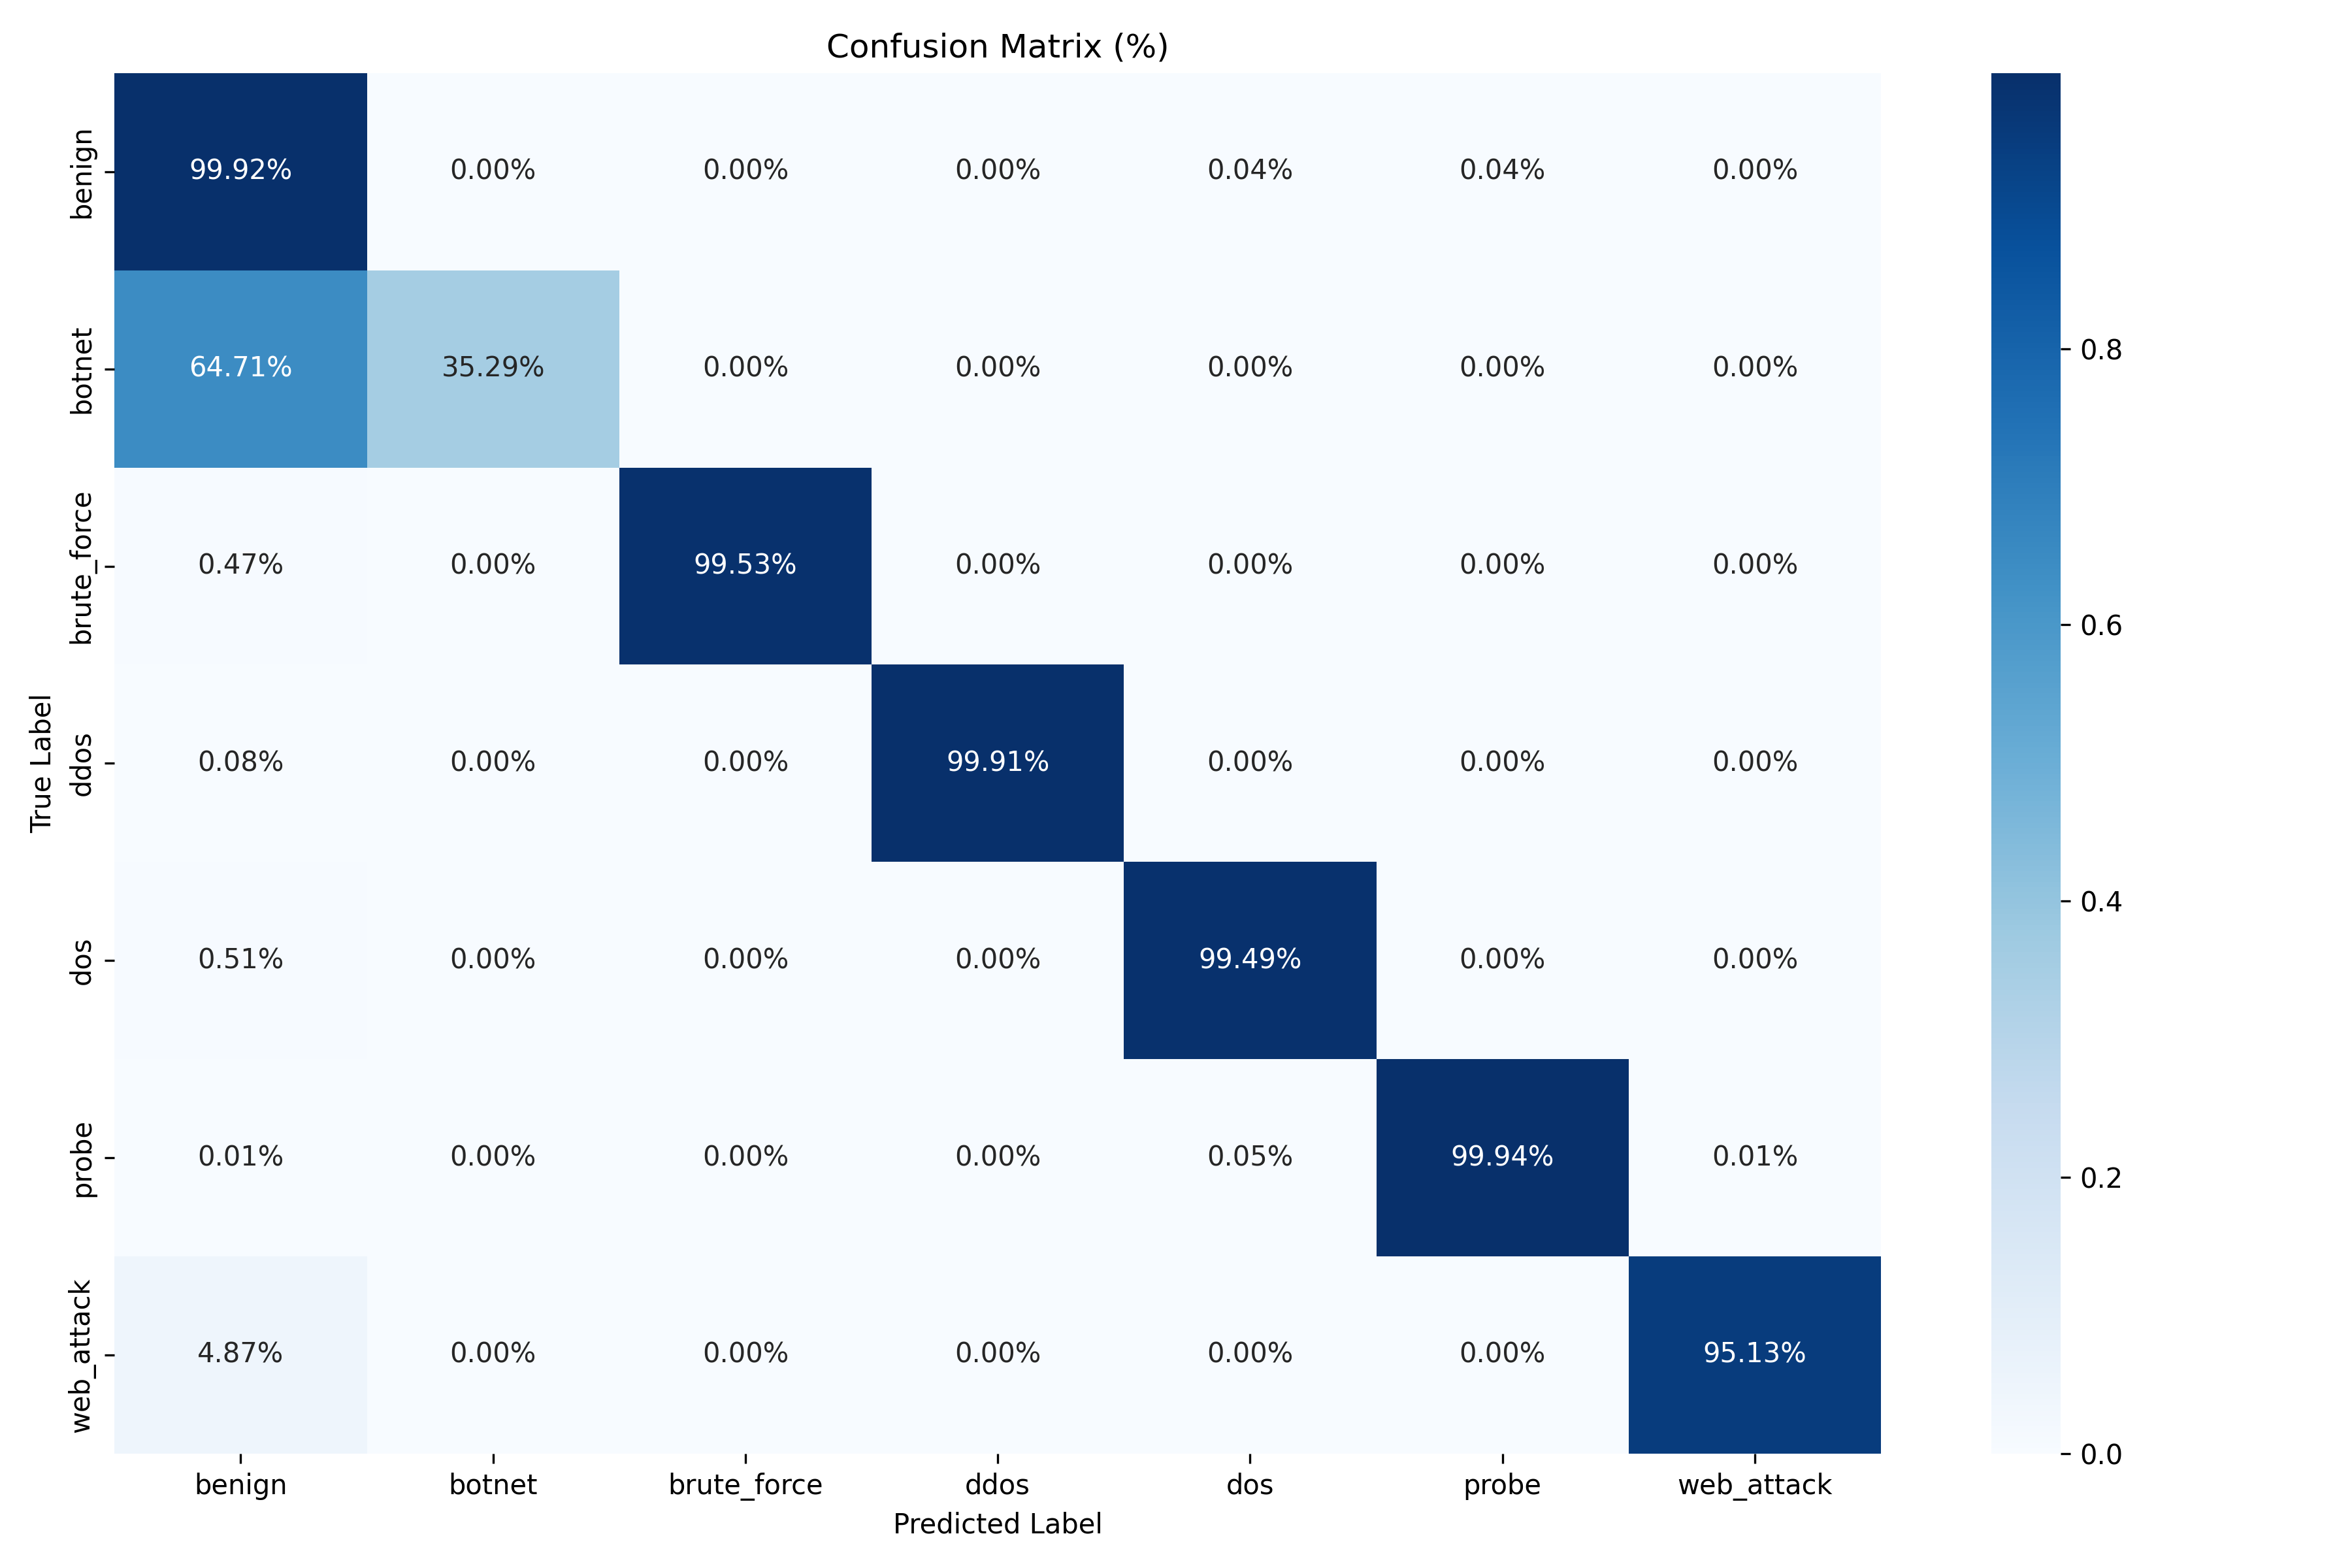 Confusion Matrix (%)
True Label
benign 99.92% 0.00% 0.00% 0.00% 0.04% 0.04% 0.00%
botnet 64.71% 35.29% 0.00% 0.00% 0.00% 0.00% 0.00%
brute_force 0.47% 0.00% 99.53% 0.00% 0.00% 0.00% 0.00%
ddos 0.08% 0.00% 0.00% 99.91% 0.00% 0.00% 0.00%
dos 0.51% 0.00% 0.00% 0.00% 99.49% 0.00% 0.00%
probe 0.01% 0.00% 0.00% 0.00% 0.05% 99.94% 0.01%
web_attack 4.87% 0.00% 0.00% 0.00% 0.00% 0.00% 95.13%
benign botnet brute_force ddos dos probe web_attack
Predicted Label
0.8
0.6
0.4
0.2
0.0